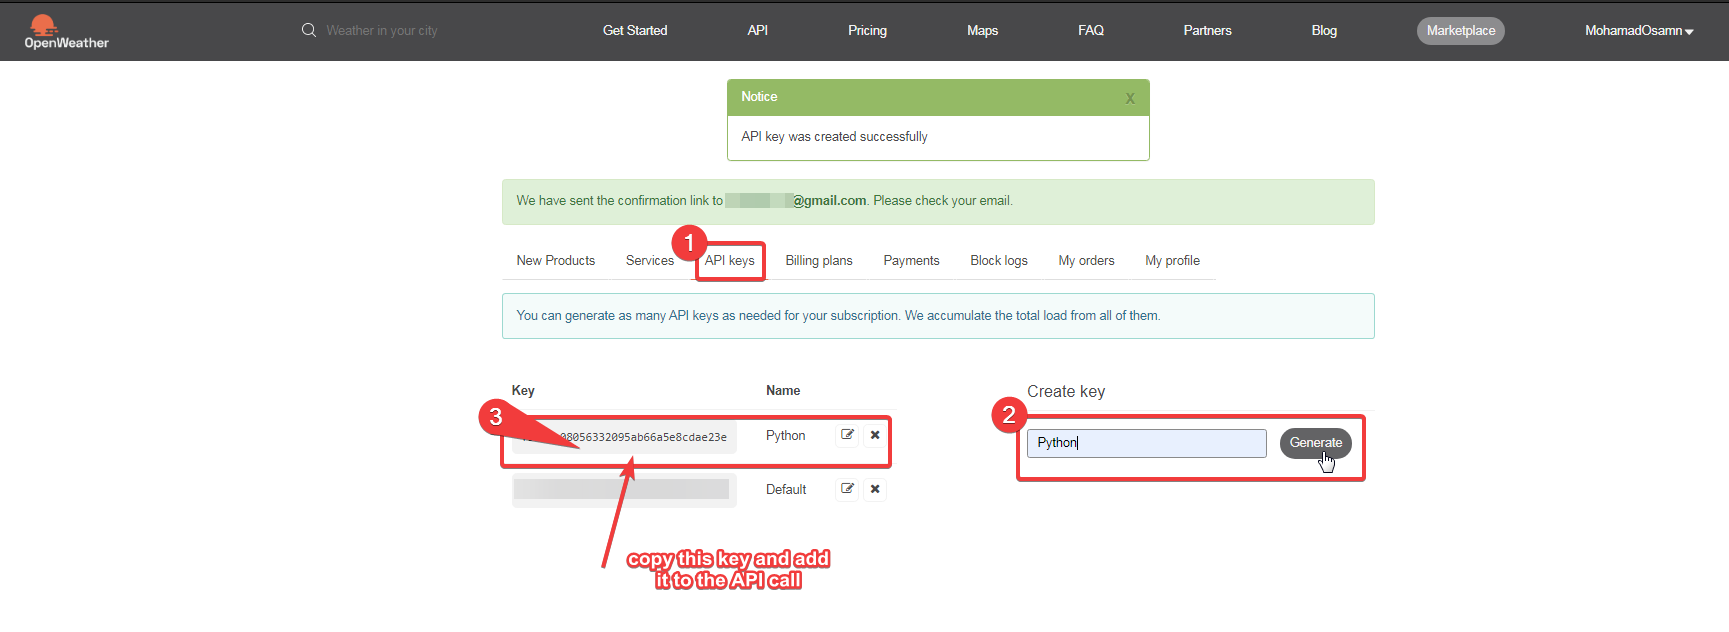 OpenWeather
Weather in your city
Get Started
API
Pricing
Maps
FAQ
Partners
Blog
Marketplace
MohamadOsamn
Notice
X
API key was created successfully
We have sent the confirmation link to @gmail.com. Please check your email.
1
New Products
Services
API keys
Billing plans
Payments
Block logs
My orders
My profile
You can generate as many API keys as needed for your subscription. We accumulate the total load from all of them.
Key
Name
Create key
3
08056332095ab66a5e8cdae23e
Python
2
Python
Generate
Default
copy this key and add
it to the API call